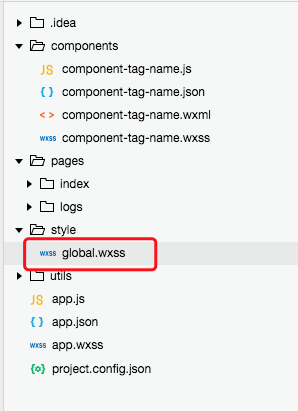 .idea
components
JS component-tag-name.js
{ } component-tag-name.json
< > component-tag-name.wxml
wxss component-tag-name.wxss
pages
index
logs
style
wxss global.wxss
utils
JS app.js
{ } app.json
wxss app.wxss
{o} project.config.json